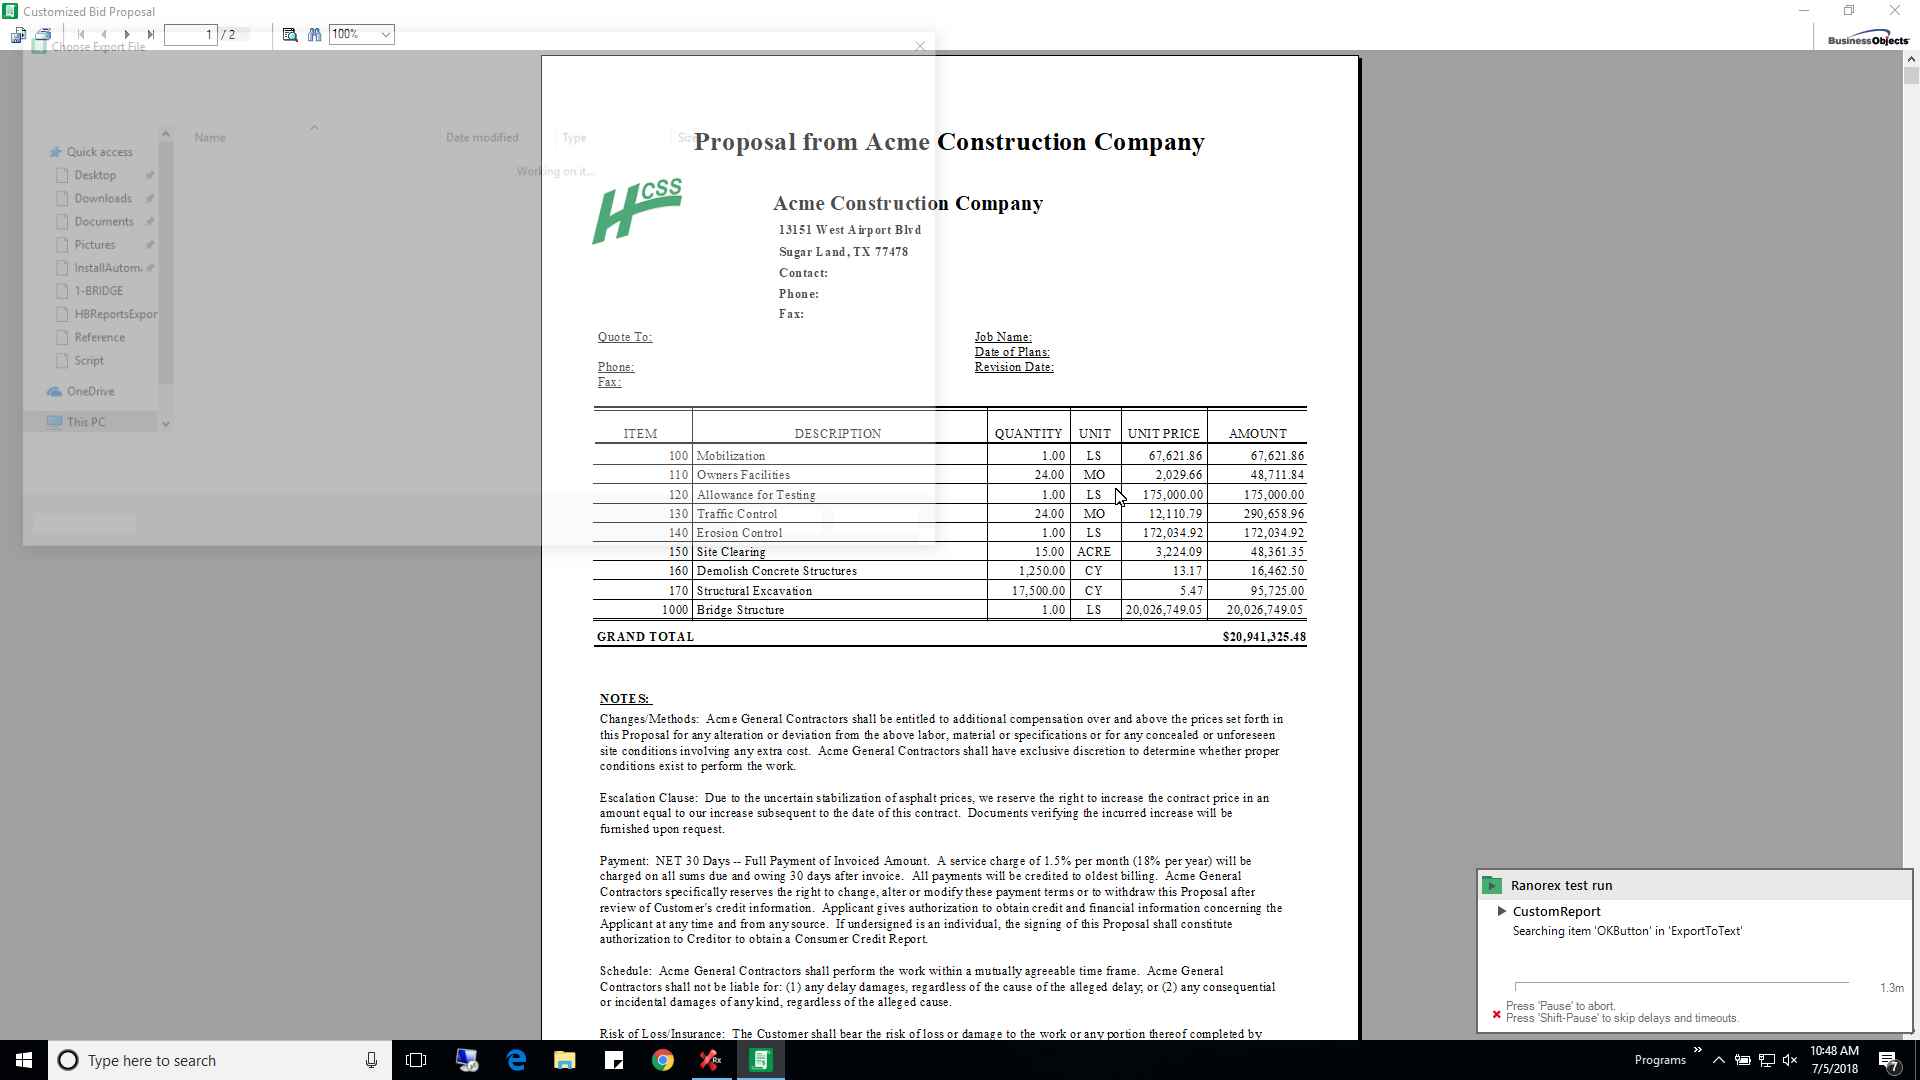 Customized Bid Proposal
1 / 2
100%
BusinessObjects
Choose Export File
Name
Date modified
Type
Working on it...
Quick access
Desktop
Downloads
Documents
Pictures
InstallAutom.
1-BRIDGE
HBReportsExpor
Reference
Script
OneDrive
This PC
Proposal from Acme Construction Company
HCSS
Acme Construction Company
13151 West Airport Blvd
Sugar Land, TX 77478
Contact:
Phone:
Fax:
Quote To:
Phone:
Fax:
Job Name:
Date of Plans:
Revision Date:
ITEM DESCRIPTION QUANTITY UNIT UNIT PRICE AMOUNT
100 Mobilization 1.00 LS 67,621.86 67,621.86
110 Owners Facilities 24.00 MO 2,029.66 48,711.84
120 Allowance for Testing 1.00 LS 175,000.00 175,000.00
130 Traffic Control 24.00 MO 12,110.79 290,658.96
140 Erosion Control 1.00 LS 172,034.92 172,034.92
150 Site Clearing 15.00 ACRE 3,224.09 48,361.35
160 Demolish Concrete Structures 1,250.00 CY 13.17 16,462.50
170 Structural Excavation 17,500.00 CY 5.47 95,725.00
1000 Bridge Structure 1.00 LS 20,026,749.05 20,026,749.05
GRAND TOTAL $20,941,325.48
NOTES:
Changes/Methods: Acme General Contractors shall be entitled to additional compensation over and above the prices set forth in
this Proposal for any alteration or deviation from the above labor, material or specifications or for any concealed or unforeseen
site conditions involving any extra cost. Acme General Contractors shall have exclusive discretion to determine whether proper
conditions exist to perform the work.
Escalation Clause: Due to the uncertain stabilization of asphalt prices, we reserve the right to increase the contract price in an
amount equal to our increase subsequent to the date of this contract. Documents verifying the incurred increase will be
furnished upon request.
Payment: NET 30 Days -- Full Payment of Invoiced Amount. A service charge of 1.5% per month (18% per year) will be
charged on all sums due and owing 30 days after invoice. All payments will be credited to oldest billing. Acme General
Contractors specifically reserves the right to change, alter or modify these payment terms or to withdraw this Proposal after
review of Customer's credit information. Applicant gives authorization to obtain credit and financial information concerning the
Applicant at any time and from any source. If undersigned is an individual, the signing of this Proposal shall constitute
authorization to Creditor to obtain a Consumer Credit Report.
Schedule: Acme General Contractors shall perform the work within a mutually agreeable time frame. Acme General
Contractors shall not be liable for: (1) any delay damages, regardless of the cause of the alleged delay; or (2) any consequential
or incidental damages of any kind, regardless of the alleged cause.
Risk of Loss/Insurance: The Customer shall bear the risk of loss or damage to the work or any portion thereof completed by
Ranorex test run
CustomReport
Searching item 'OKButton' in 'ExportToText'
1.3m
Press 'Pause' to abort.
Press 'Shift-Pause' to skip delays and timeouts.
Type here to search
Rx
Programs
10:48 AM
7/5/2018
7